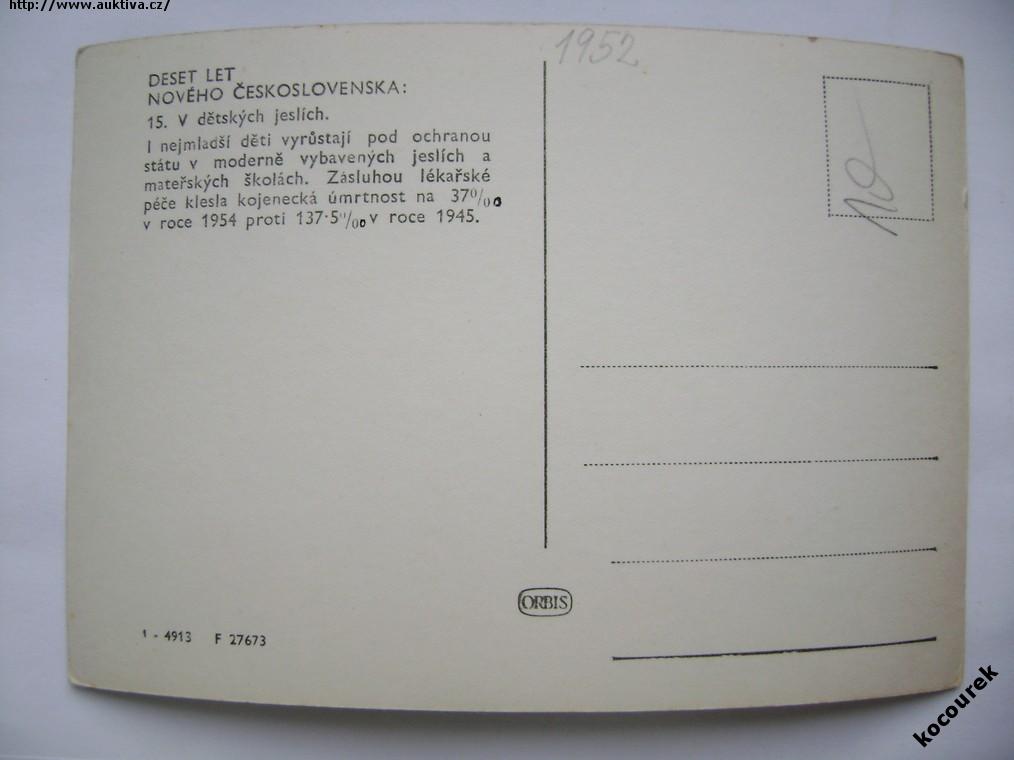 http://www.auktiva.cz/
1952
DESET LET
NOVÉHO ČESKOSLOVENSKA:
15. V dětských jeslích.
I nejmladší děti vyrůstají pod ochranou
státu v moderně vybavených jeslích a
mateřských školách. Zásluhou lékařské
péče klesla kojenecká úmrtnost na 37‰
v roce 1954 proti 137·5‰ v roce 1945.
10
ORBIS
1 - 4913 F 27673
kocourek